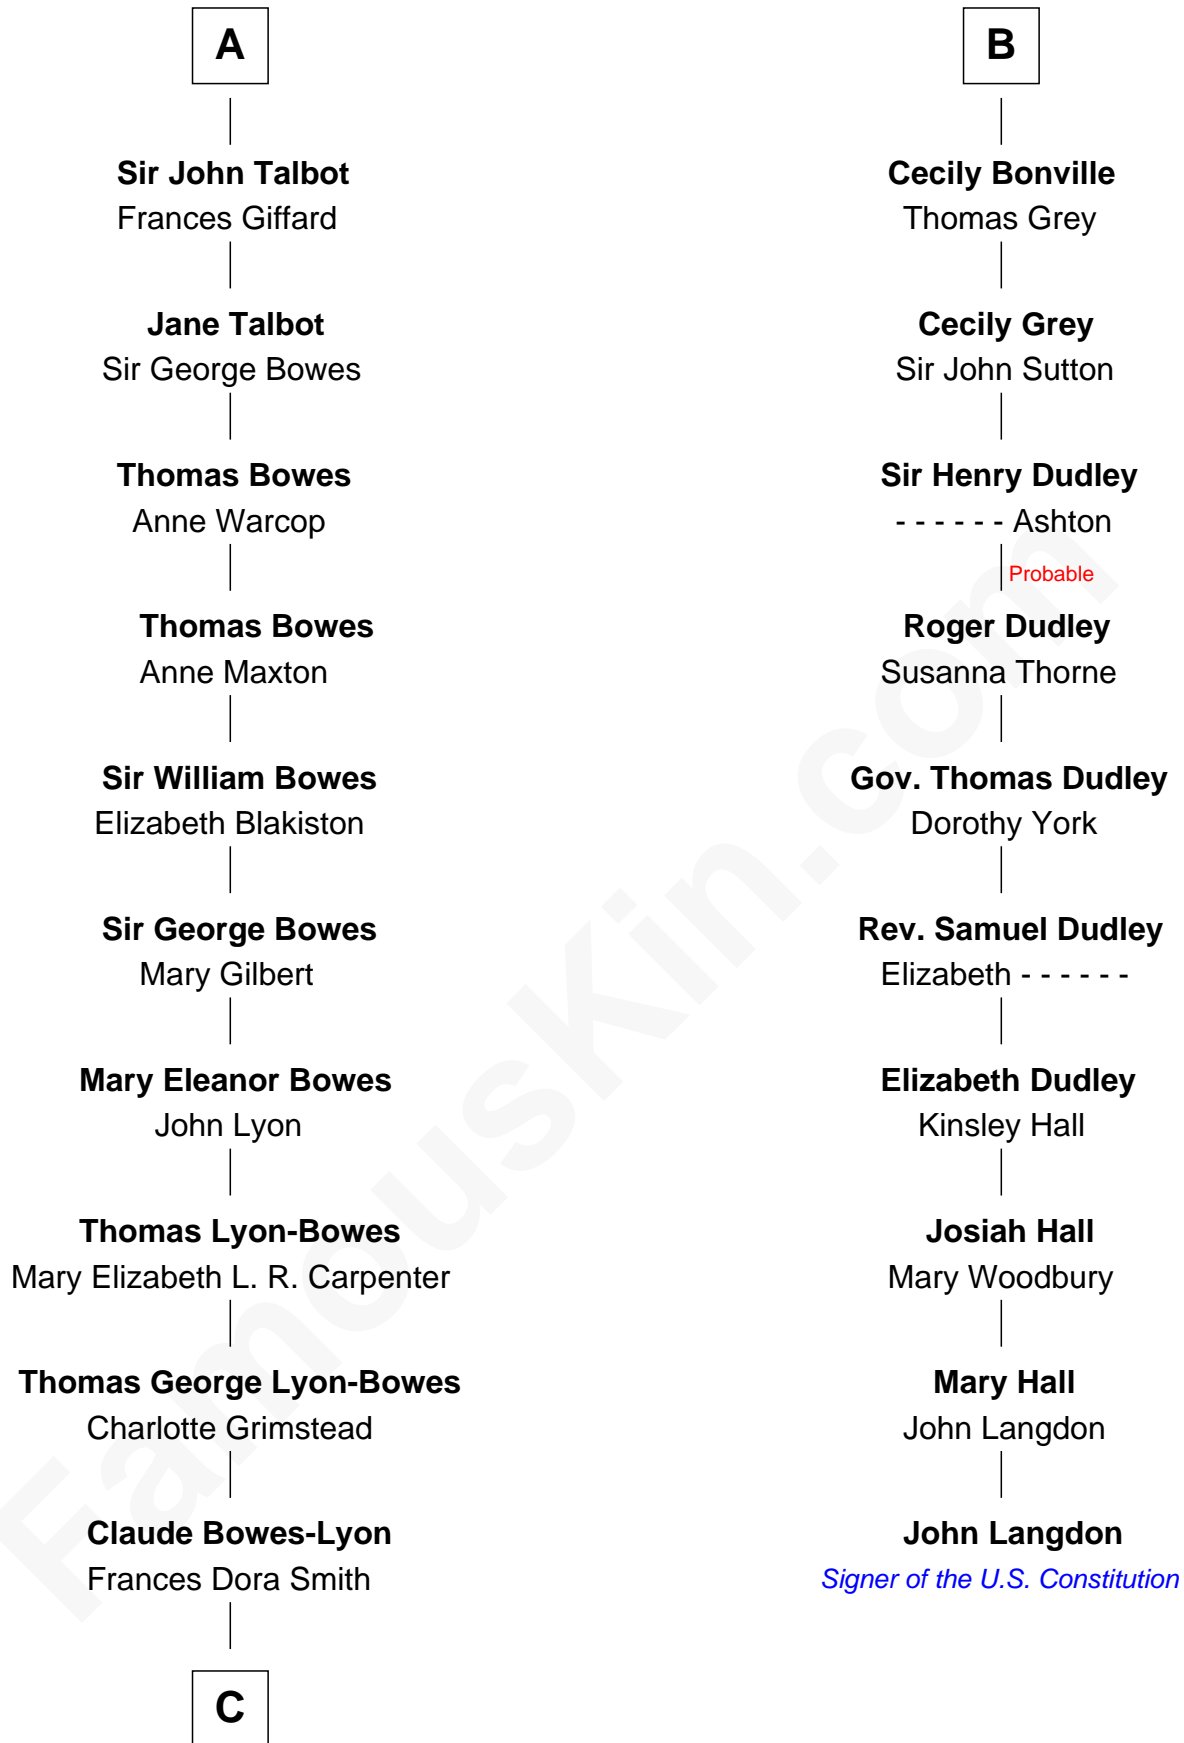 A
Sir John Talbot
Frances Giffard
Jane Talbot
Sir George Bowes
Thomas Bowes
Anne Warcop
Thomas Bowes
Anne Maxton
Sir William Bowes
Elizabeth Blakiston
Sir George Bowes
Mary Gilbert
Mary Eleanor Bowes
John Lyon
Thomas Lyon-Bowes
Mary Elizabeth L. R. Carpenter
Thomas George Lyon-Bowes
Charlotte Grimstead
Claude Bowes-Lyon
Frances Dora Smith
C
B
Cecily Bonville
Thomas Grey
Cecily Grey
Sir John Sutton
Sir Henry Dudley
- - - - - - Ashton
Probable
Roger Dudley
Susanna Thorne
Gov. Thomas Dudley
Dorothy York
Rev. Samuel Dudley
Elizabeth - - - - - -
Elizabeth Dudley
Kinsley Hall
Josiah Hall
Mary Woodbury
Mary Hall
John Langdon
John Langdon
Signer of the U.S. Constitution
FamousKin.com